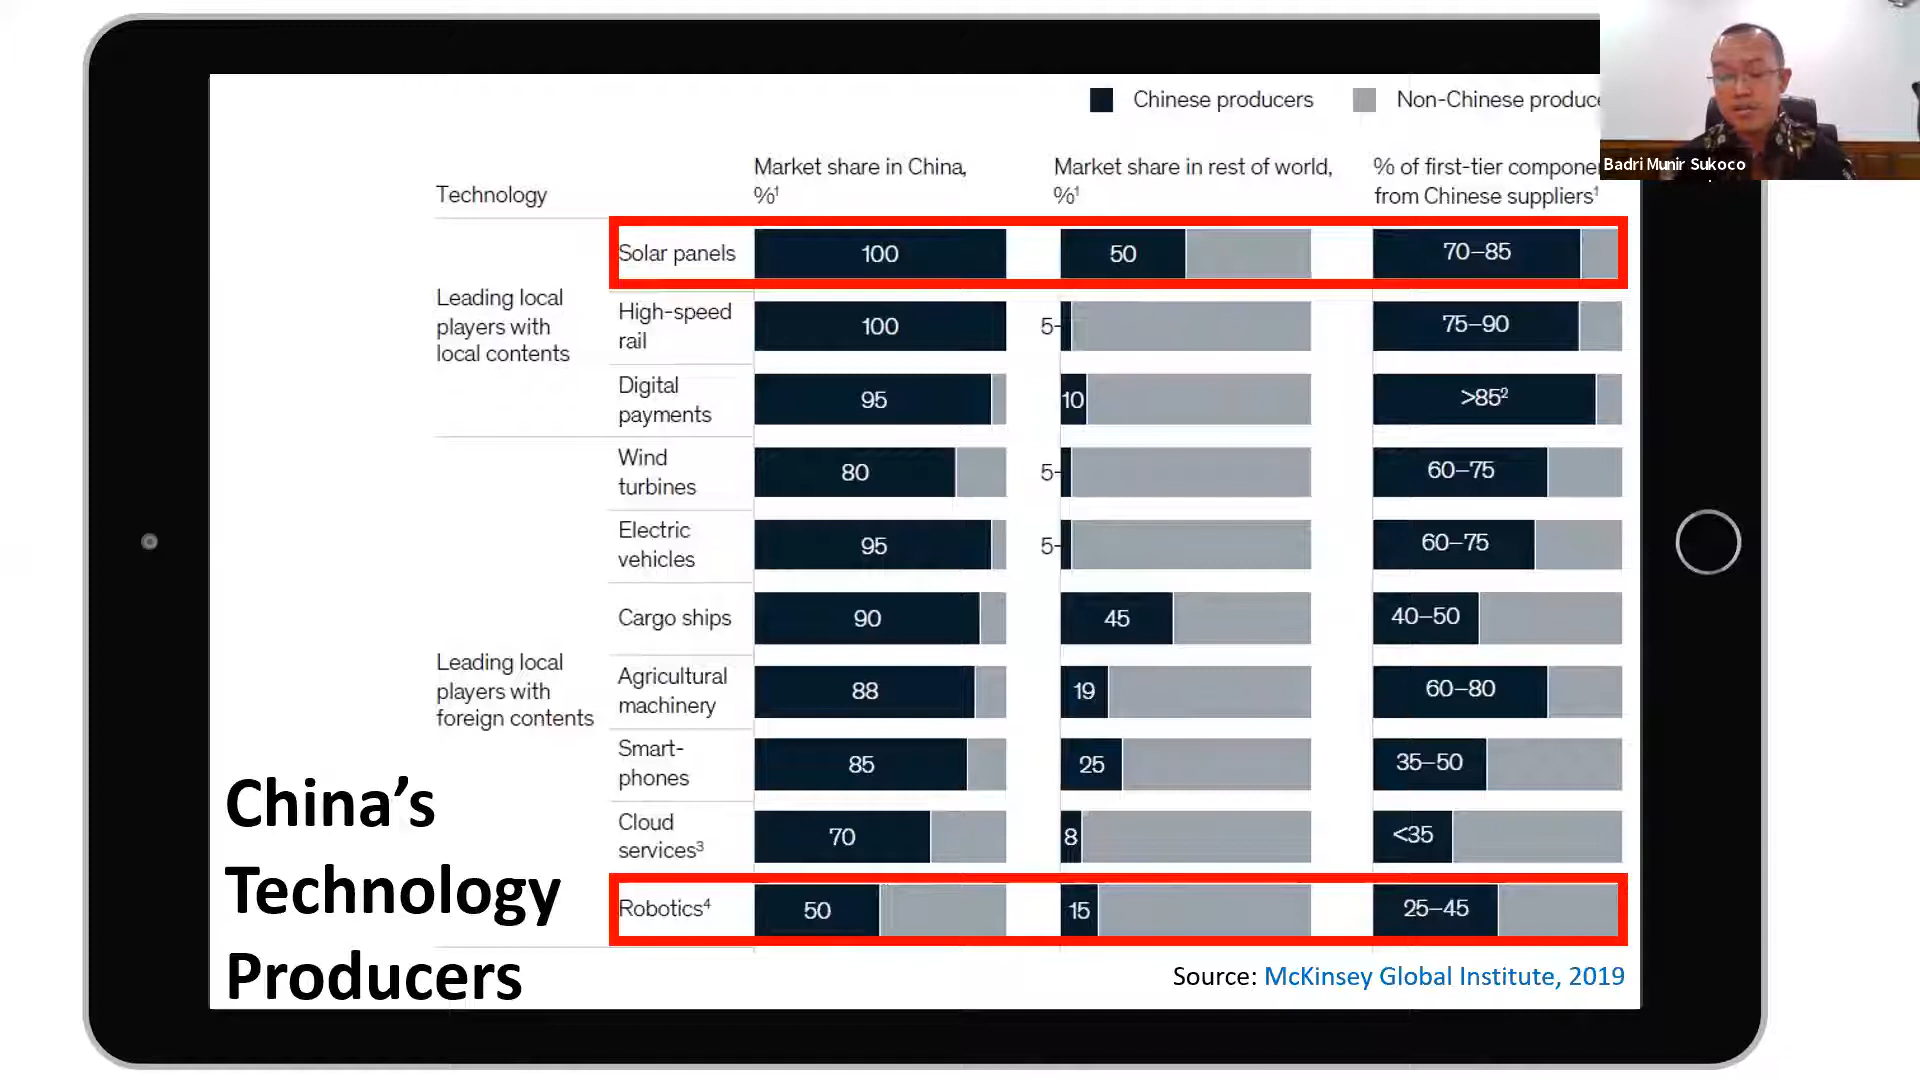 Chinese producers
Non-Chinese
Technology
Market share in China,
%¹
Market share in rest of world,
%¹
% of first-tier
from Chinese suppliers¹
Badri Munir Sukoco
Leading local
players with
local contents
Solar panels
100
50
70–85
High-speed
rail
100
5
75–90
Digital
payments
95
10
>85²
Leading local
players with
foreign contents
Wind
turbines
80
5
60–75
Electric
vehicles
95
5
60–75
Cargo ships
90
45
40–50
Agricultural
machinery
88
19
60–80
Smart-
phones
85
25
35–50
Cloud
services³
70
8
<35
Robotics⁴
50
15
25–45
China’s
Technology
Producers
Source: McKinsey Global Institute, 2019